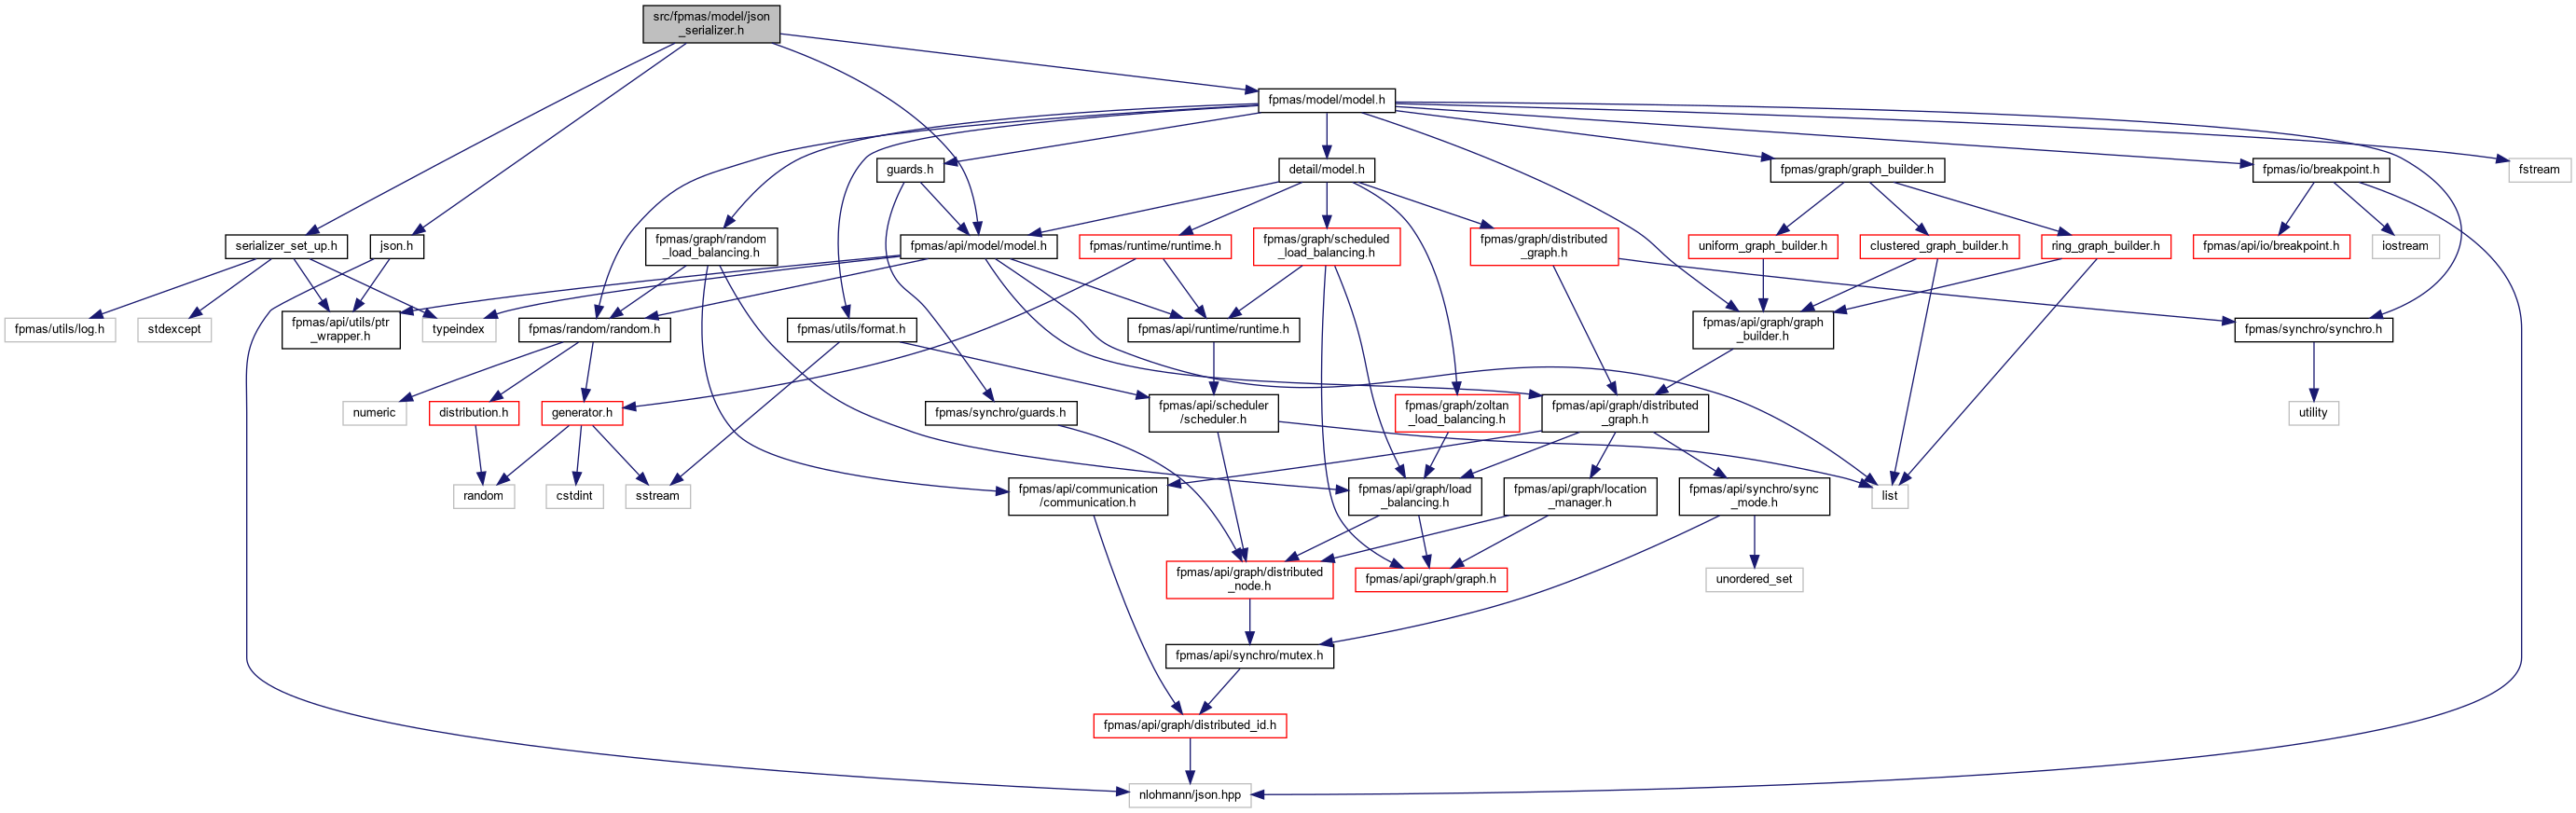 src/fpmas/model/json
_serializer.h
fpmas/model/model.h
guards.h
detail/model.h
fpmas/graph/graph_builder.h
fpmas/io/breakpoint.h
fstream
serializer_set_up.h
json.h
fpmas/graph/random
_load_balancing.h
fpmas/api/model/model.h
fpmas/runtime/runtime.h
fpmas/graph/scheduled
_load_balancing.h
fpmas/graph/distributed
_graph.h
uniform_graph_builder.h
clustered_graph_builder.h
ring_graph_builder.h
fpmas/api/io/breakpoint.h
iostream
fpmas/utils/log.h
stdexcept
fpmas/api/utils/ptr
_wrapper.h
typeindex
fpmas/random/random.h
fpmas/utils/format.h
fpmas/api/runtime/runtime.h
fpmas/api/graph/graph
_builder.h
fpmas/synchro/synchro.h
numeric
distribution.h
generator.h
fpmas/synchro/guards.h
fpmas/api/scheduler
/scheduler.h
fpmas/graph/zoltan
_load_balancing.h
fpmas/api/graph/distributed
_graph.h
utility
random
cstdint
sstream
fpmas/api/communication
/communication.h
fpmas/api/graph/load
_balancing.h
fpmas/api/graph/location
_manager.h
fpmas/api/synchro/sync
_mode.h
list
fpmas/api/graph/distributed
_node.h
fpmas/api/graph/graph.h
unordered_set
fpmas/api/synchro/mutex.h
fpmas/api/graph/distributed_id.h
nlohmann/json.hpp